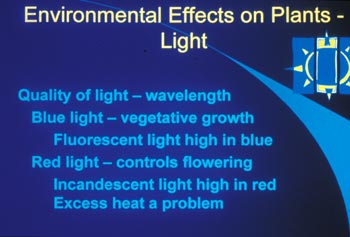 Environmental Effects on Plants -
Light
Quality of light – wavelength
Blue light – vegetative growth
Fluorescent light high in blue
Red light – controls flowering
Incandescent light high in red
Excess heat a problem